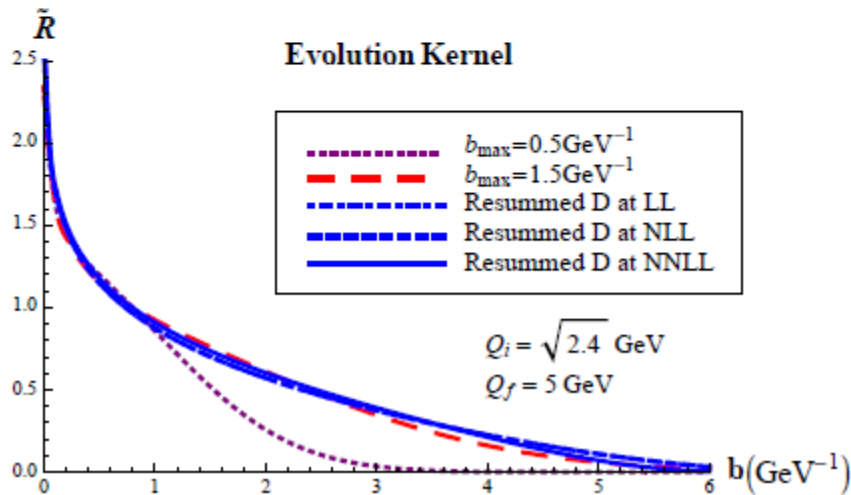 R̃
Evolution Kernel
2.5
2.0
1.5
1.0
0.5
0.0
b_max=0.5GeV⁻¹
b_max=1.5GeV⁻¹
Resummed D at LL
Resummed D at NLL
Resummed D at NNLL
Q_i = √2.4 GeV
Q_f = 5 GeV
0 1 2 3 4 5 6
b(GeV⁻¹)